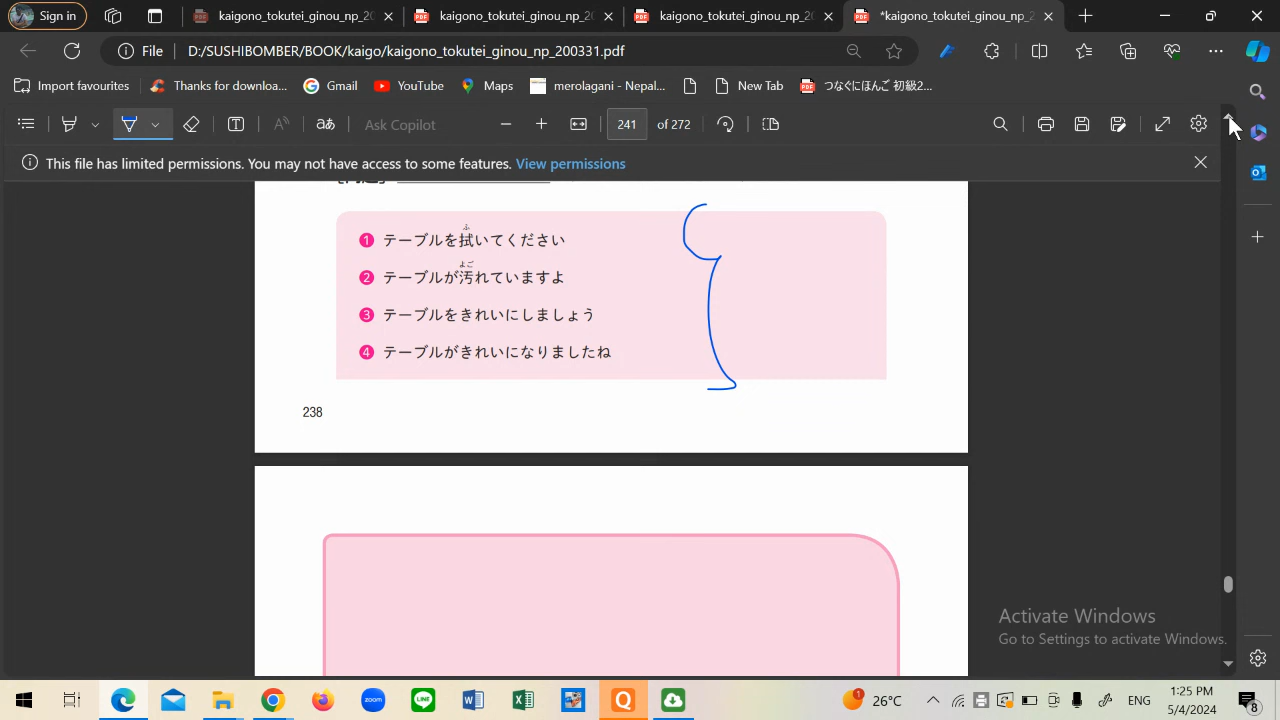 Sign in
kaigono_tokutei_ginou_np_20
kaigono_tokutei_ginou_np_20
kaigono_tokutei_ginou_np_20
*kaigono_tokutei_ginou_np_2
File
D:/SUSHIBOMBER/BOOK/kaigo/kaigono_tokutei_ginou_np_200331.pdf
Import favourites
Thanks for downloa...
Gmail
YouTube
Maps
merolagani - Nepal...
New Tab
つなぐにほんご 初級2...
Ask Copilot
241
of 272
This file has limited permissions. You may not have access to some features. View permissions
1 テーブルを拭いてください
ふ
2 テーブルが汚れていますよ
よご
3 テーブルをきれいにしましょう
4 テーブルがきれいになりましたね
238
Activate Windows
Go to Settings to activate Windows.
26°C
ENG
1:25 PM
5/4/2024
8